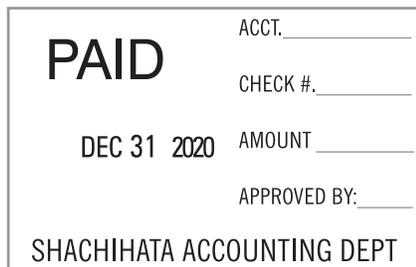 PAID
ACCT.
CHECK #.
DEC 31 2020
AMOUNT
APPROVED BY:
SHACHIHATA ACCOUNTING DEPT